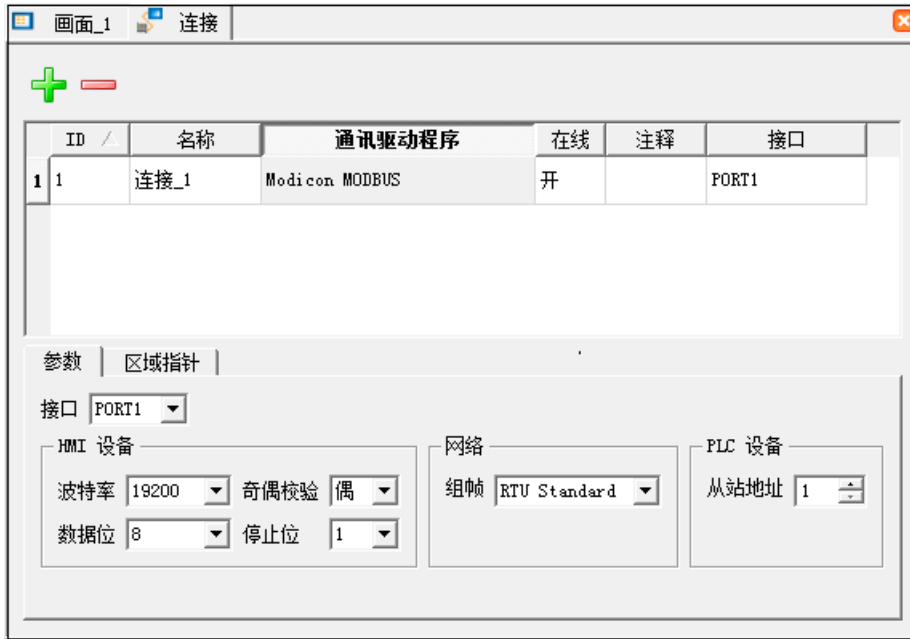 画面_1 连接
ID 名称 通讯驱动程序 在线 注释 接口
1 1 连接_1 Modicon MODBUS 开 PORT1
参数 区域指针
接口 PORT1
HMI 设备 网络 PLC 设备
波特率 19200 奇偶校验 偶 组帧 RTU Standard 从站地址 1
数据位 8 停止位 1